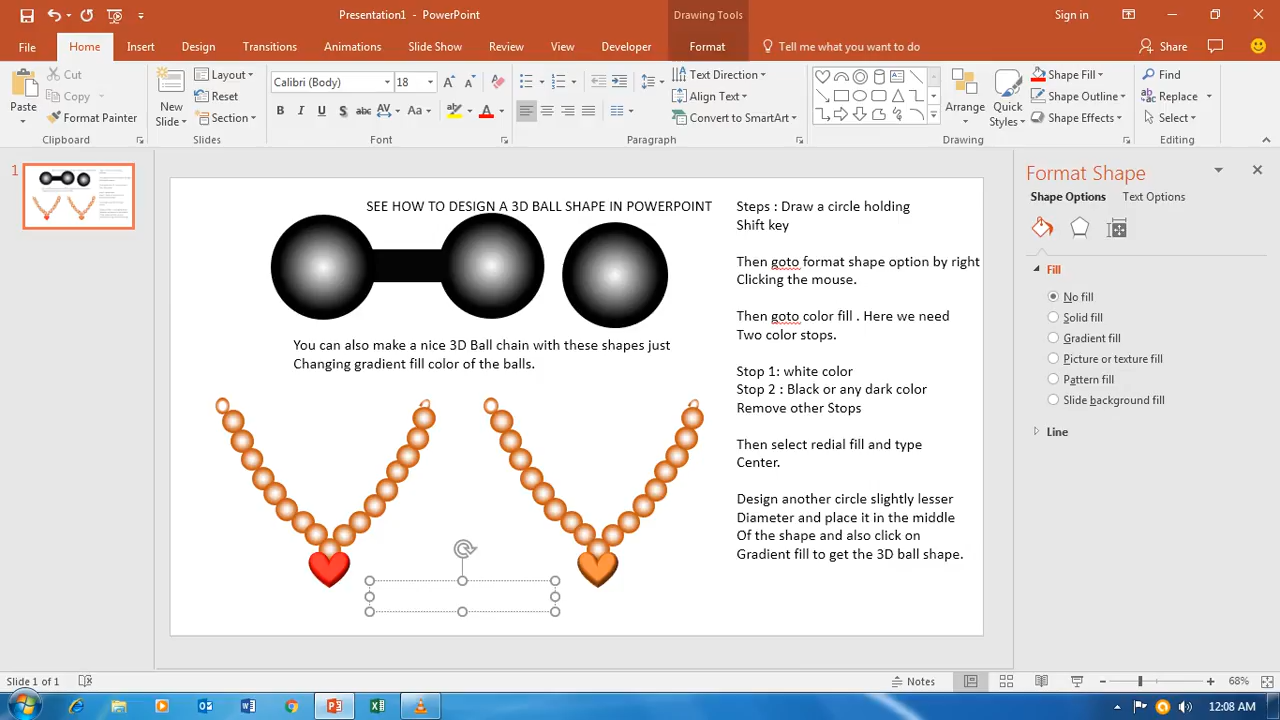 Presentation1 - PowerPoint
Drawing Tools
Sign in
File
Home
Insert
Design
Transitions
Animations
Slide Show
Review
View
Developer
Format
Tell me what you want to do
Share
Paste
Cut
Copy
Format Painter
Clipboard
New
Slide
Layout
Reset
Section
Slides
Calibri (Body)
18
A A
B I U S abc AV Aa A
Font
Text Direction
Align Text
Convert to SmartArt
Paragraph
Arrange
Quick
Styles
Shape Fill
Shape Outline
Shape Effects
Drawing
Find
Replace
Select
Editing
1
SEE HOW TO DESIGN A 3D BALL SHAPE IN POWERPOINT
You can also make a nice 3D Ball chain with these shapes just
Changing gradient fill color of the balls.
Steps : Draw a circle holding
Shift key
Then goto format shape option by right
Clicking the mouse.
Then goto color fill . Here we need
Two color stops.
Stop 1: white color
Stop 2 : Black or any dark color
Remove other Stops
Then select redial fill and type
Center.
Design another circle slightly lesser
Diameter and place it in the middle
Of the shape and also click on
Gradient fill to get the 3D ball shape.
Format Shape
Shape Options
Text Options
Fill
No fill
Solid fill
Gradient fill
Picture or texture fill
Pattern fill
Slide background fill
Line
Slide 1 of 1
Notes
68%
12:08 AM